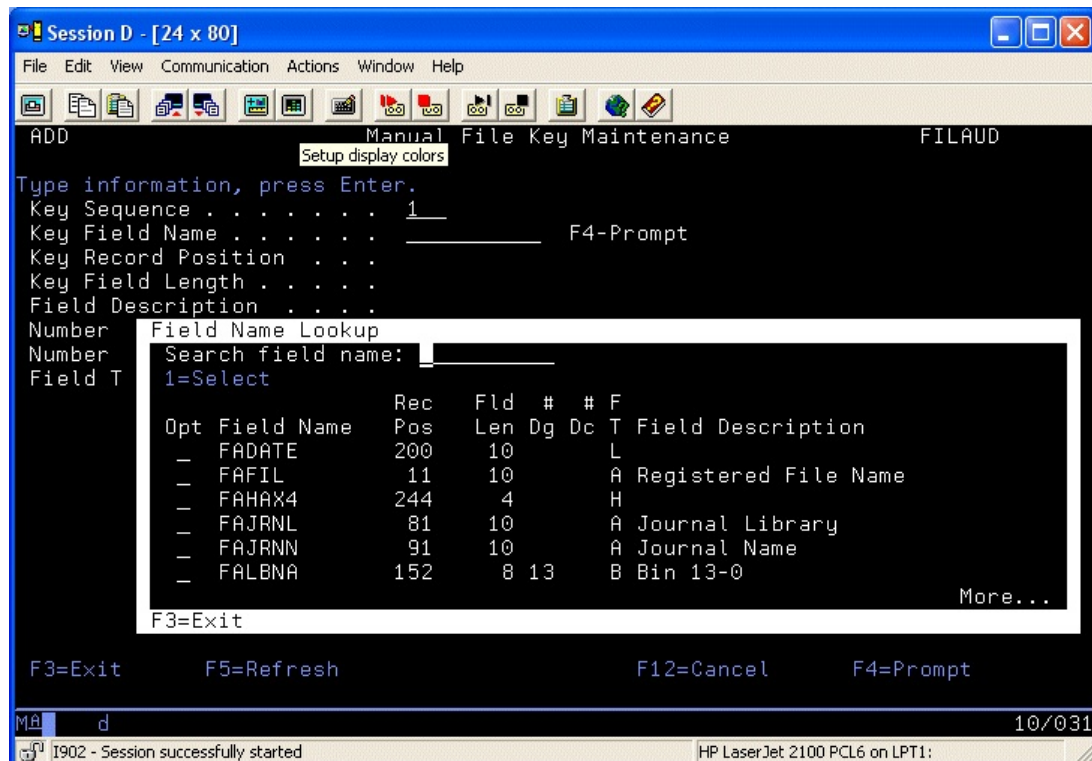 Session D - [24 x 80]
File Edit View Communication Actions Window Help
ADD Manual File Key Maintenance FILAUD
Setup display colors
Type information, press Enter.
Key Sequence . . . . . . . 1
Key Field Name . . . . . . F4-Prompt
Key Record Position . . .
Key Field Length . . . . .
Field Description . . . .
Number
Number
Field T
Field Name Lookup
Search field name:
1=Select
Rec Fld # # F
Opt Field Name Pos Len Dg Dc T Field Description
FADATE 200 10 L
FAFIL 11 10 A Registered File Name
FAHAX4 244 4 H
FAJRNL 81 10 A Journal Library
FAJRNN 91 10 A Journal Name
FALBNA 152 8 13 B Bin 13-0
More...
F3=Exit
F3=Exit F5=Refresh F12=Cancel F4=Prompt
MA d 10/031
I902 - Session successfully started HP LaserJet 2100 PCL6 on LPT1: